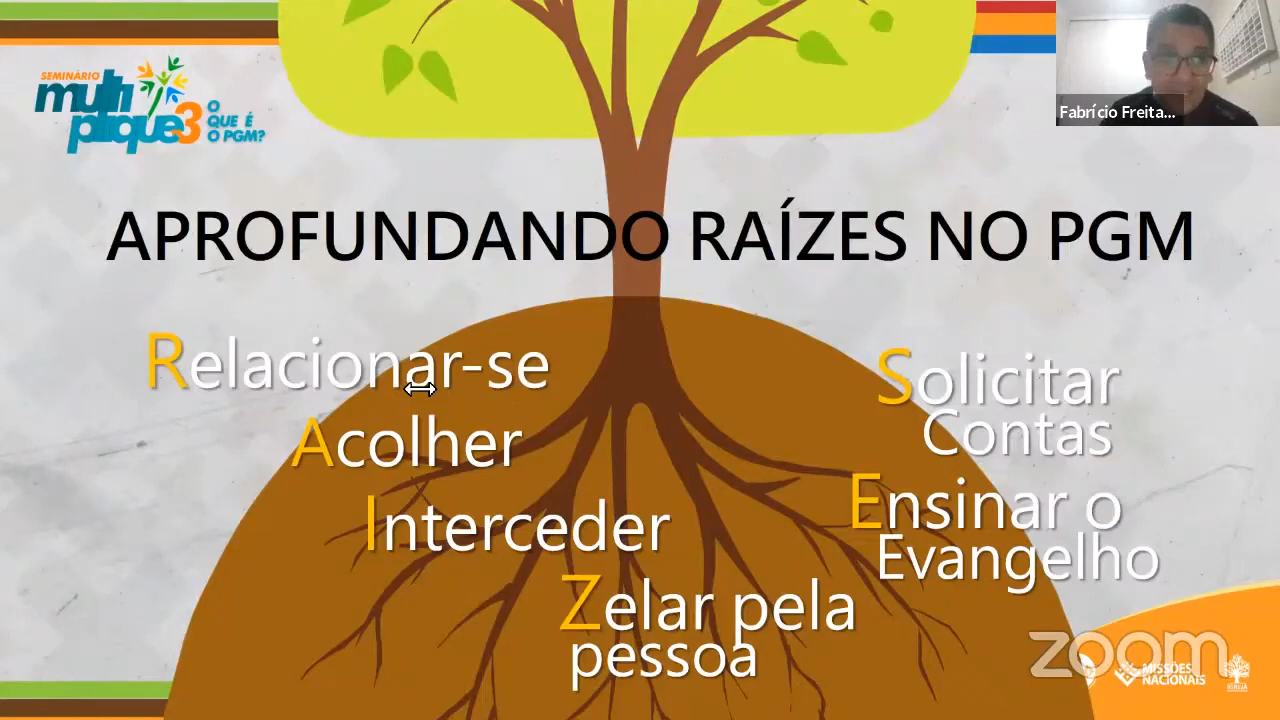 SEMINÁRIO
multiplique3
O QUE É O PGM?
Fabrício Freita...
APROFUNDANDO RAÍZES NO PGM
Relacionar-se
Acolher
Interceder
Zelar pela
pessoa
Solicitar
Contas
Ensinar o
Evangelho
zoom
MISSÕES
NACIONAIS
IGREJA